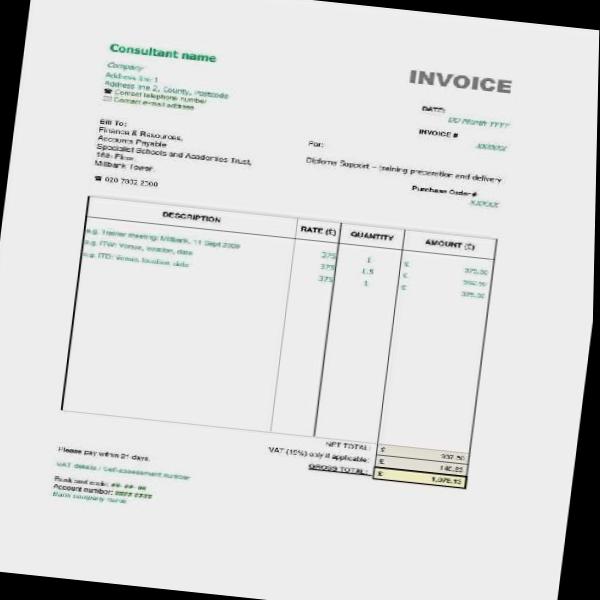 Consultant name
Company
Address line 1
Address line 2, County, Postcode
☎ Contact telephone number
Contact e-mail address
INVOICE
DATE:
DD Month YYYY
INVOICE #
XXXXXX
Bill To:
Finance & Resources,
Accounts Payable
Specialist Schools and Academies Trust,
16th Floor
Millbank Tower.
☎ 020 7802 2300
For:
Diploma Support – training preparation and delivery
Purchase Order#
XXXXXX
DESCRIPTION RATE (£) QUANTITY AMOUNT (£)
e.g. Trainer meeting: Millbank, 11 Sept 2009 375 1 £ 375.00
e.g. ITW: Venue, location, date 375 1.5 £
e.g. ITD: Venue, location, date 375 1 £ 375.00
NET TOTAL: £ 937.50
VAT (15%) only if applicable: £ 140.63
GROSS TOTAL: £ 1,078.13
Please pay within 21 days.
VAT details / Self-assessment number
Bank sort code: ## ## ##
Account number: #### ####
Bank company name